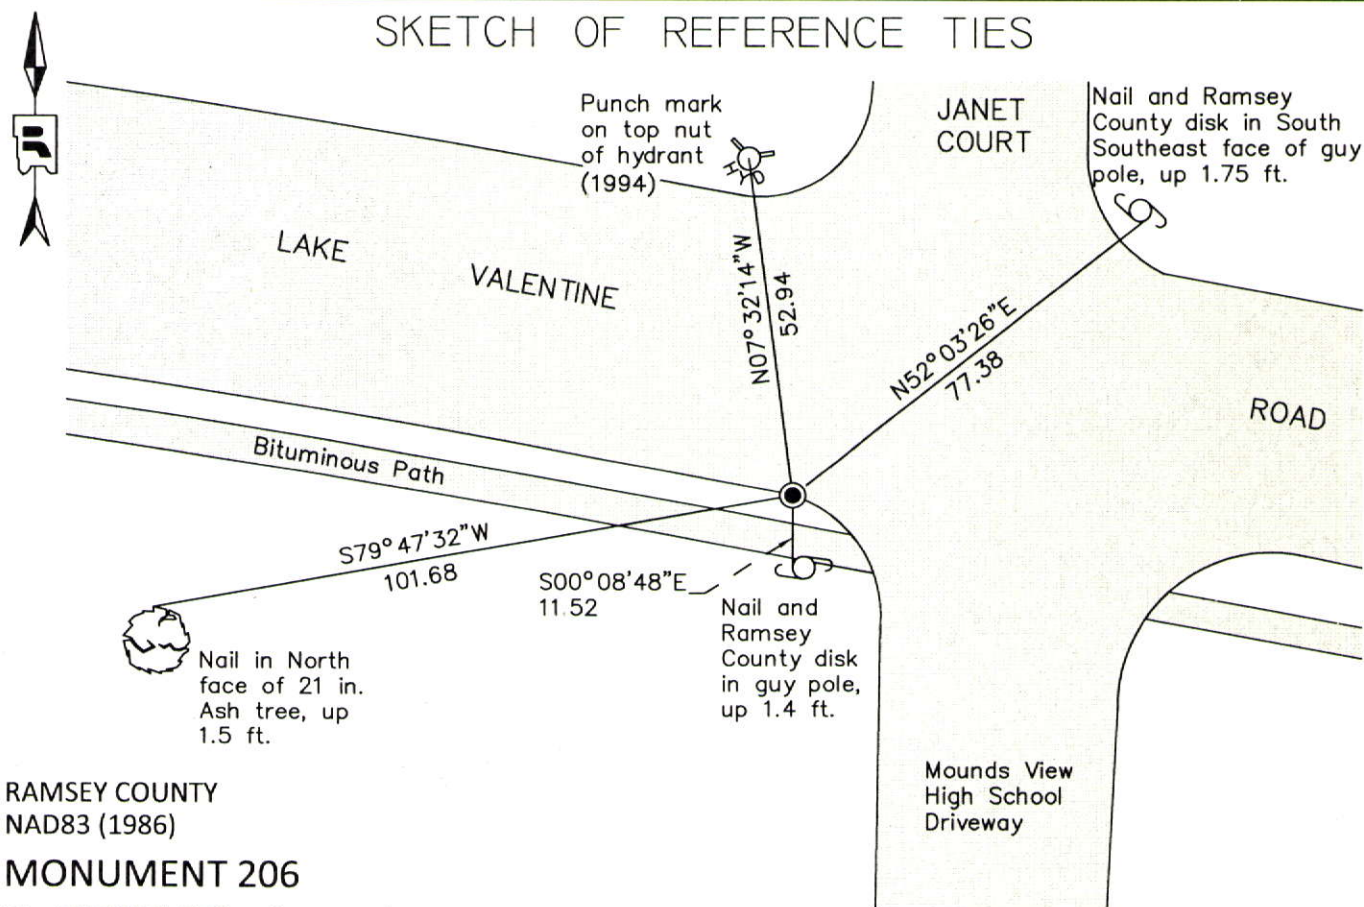 SKETCH OF REFERENCE TIES
Punch mark
on top nut
of hydrant
(1994)
HYD
JANET
COURT
Nail and Ramsey
County disk in South
Southeast face of guy
pole, up 1.75 ft.
R
LAKE
VALENTINE
ROAD
N07°32'14"W
52.94
N52°03'26"E
77.38
Bituminous Path
S79°47'32"W
101.68
S00°08'48"E
11.52
Nail and
Ramsey
County disk
in guy pole,
up 1.4 ft.
Nail in North
face of 21 in.
Ash tree, up
1.5 ft.
Mounds View
High School
Driveway
RAMSEY COUNTY
NAD83 (1986)
MONUMENT 206